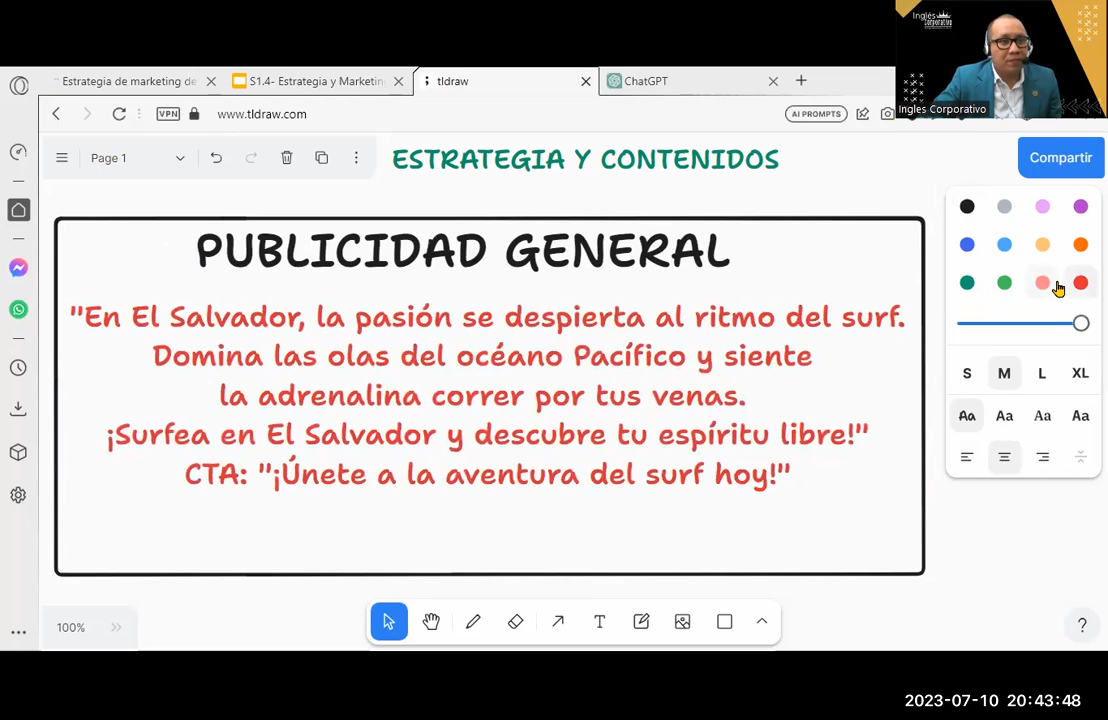 Inglés
Corporativo
Ingles Corporativo
Estrategia de marketing de
S1.4- Estrategia y Marketin
tldraw
ChatGPT
VPN
www.tldraw.com
AI PROMPTS
Page 1
ESTRATEGIA Y CONTENIDOS
Compartir
PUBLICIDAD GENERAL
"En El Salvador, la pasión se despierta al ritmo del surf.
Domina las olas del océano Pacífico y siente
la adrenalina correr por tus venas.
¡Surfea en El Salvador y descubre tu espíritu libre!"
CTA: "¡Únete a la aventura del surf hoy!"
S M L XL
Aa Aa Aa Aa
100%
T
?
2023-07-10 20:43:48